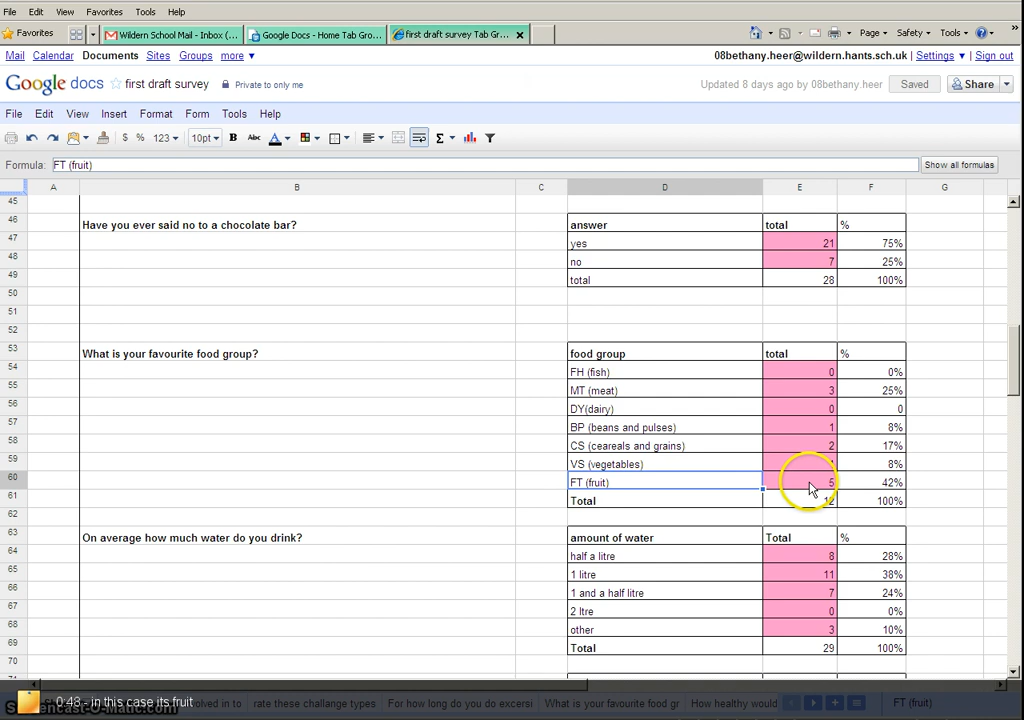 File Edit View Favorites Tools Help
Favorites Wildern School Mail - Inbox (... Google Docs - Home Tab Gro... first draft survey Tab Gr... Page Safety Tools
Mail Calendar Documents Sites Groups more 08bethany.heer@wildern.hants.sch.uk Settings Sign out
Google docs first draft survey Private to only me Updated 8 days ago by 08bethany.heer Saved Share
File Edit View Insert Format Form Tools Help
$ % 123 10pt B Abc A Σ
Formula: FT (fruit) Show all formulas
A B C D E F G
45
46 Have you ever said no to a chocolate bar? answer total %
47 yes 21 75%
48 no 7 25%
49 total 28 100%
50
51
52
53 What is your favourite food group? food group total %
54 FH (fish) 0 0%
55 MT (meat) 3 25%
56 DY(dairy) 0 0
57 BP (beans and pulses) 1 8%
58 CS (ceareals and grains) 2 17%
59 VS (vegetables) 8%
60 FT (fruit) 5 42%
61 Total 12 100%
62
63 On average how much water do you drink? amount of water Total %
64 half a litre 8 28%
65 1 litre 11 38%
66 1 and a half litre 7 24%
67 2 ltre 0 0%
68 other 3 10%
69 Total 29 100%
70
0:48 - in this case its fruit
olved in to rate these challange types For how long do you do excersi What is your favourite food gr How healthy would FT (fruit)